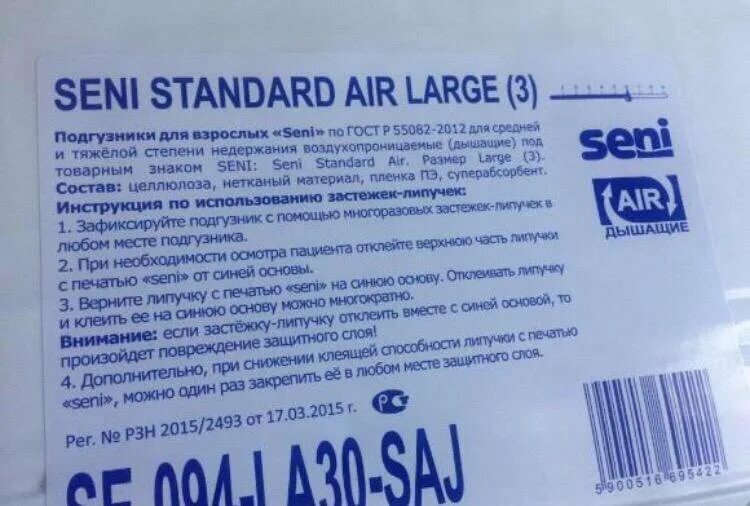 SENI STANDARD AIR LARGE (3)
Подгузники для взрослых «Seni» по ГОСТ Р 55082-2012 для средней
и тяжёлой степени недержания воздухопроницаемые (дышащие) под
товарным знаком SENI: Seni Standard Air. Размер Large (3).
Состав: целлюлоза, нетканый материал, пленка ПЭ, суперабсорбент.
Инструкция по использованию застежек-липучек:
1. Зафиксируйте подгузник с помощью многоразовых застежек-липучек в
любом месте подгузника.
2. При необходимости осмотра пациента отклейте верхнюю часть липучки
с печатью «seni» от синей основы.
3. Верните липучку с печатью «seni» на синюю основу. Отклеивать липучку
и клеить ее на синюю основу можно многократно.
Внимание: если застёжку-липучку отклеить вместе с синей основой, то
произойдет повреждение защитного слоя!
4. Дополнительно, при снижении клеящей способности липучки с печатью
«seni», можно один раз закрепить её в любом месте защитного слоя.
Рег. № РЗН 2015/2493 от 17.03.2015 г.
SE-094-LA30-SAJ
seni
AIR
ДЫШАЩИЕ
5900516695422